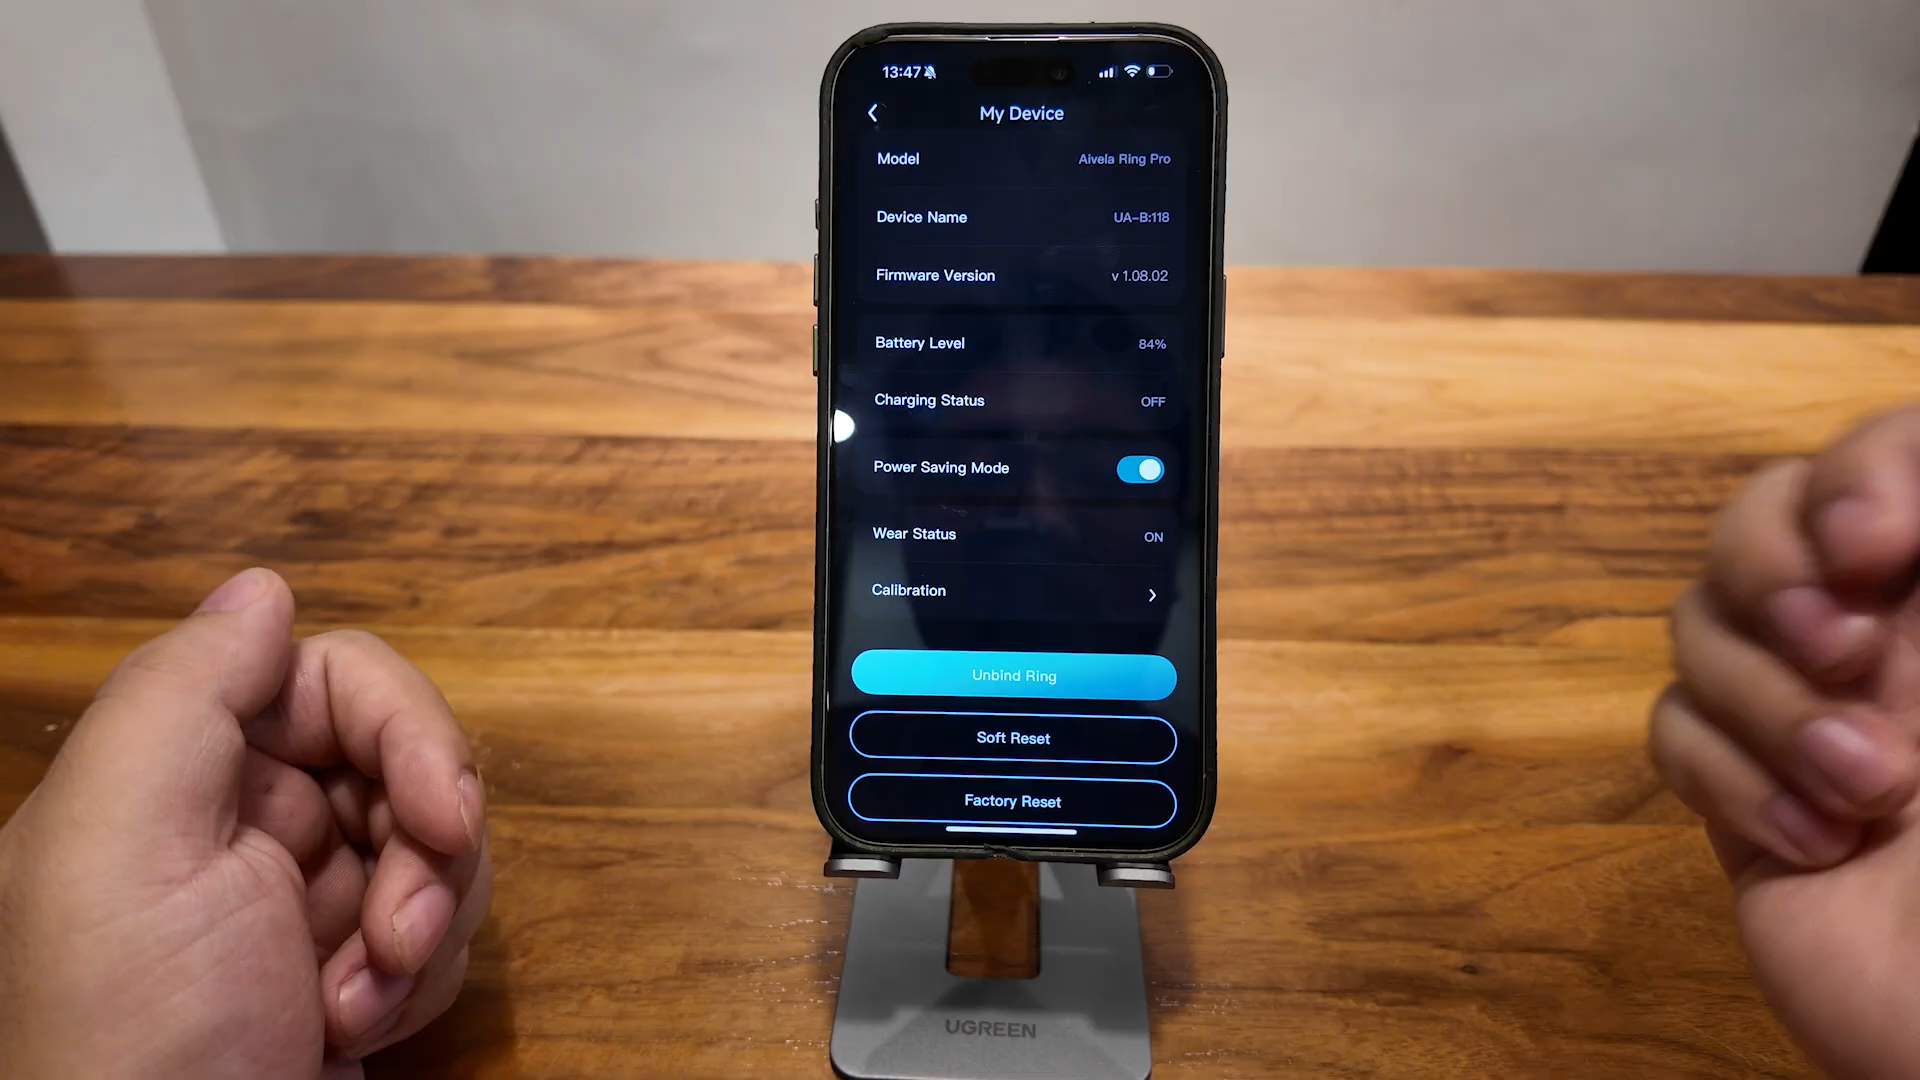 13:47
My Device
Model Aivela Ring Pro
Device Name UA-B:118
Firmware Version v 1.08.02
Battery Level 84%
Charging Status OFF
Power Saving Mode
Wear Status ON
Calibration
Unbind Ring
Soft Reset
Factory Reset
UGREEN